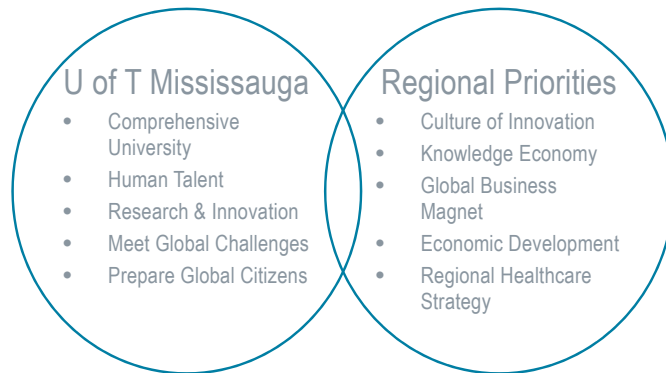 U of T Mississauga
• Comprehensive
University
• Human Talent
• Research & Innovation
• Meet Global Challenges
• Prepare Global Citizens
Regional Priorities
• Culture of Innovation
• Knowledge Economy
• Global Business
Magnet
• Economic Development
• Regional Healthcare
Strategy